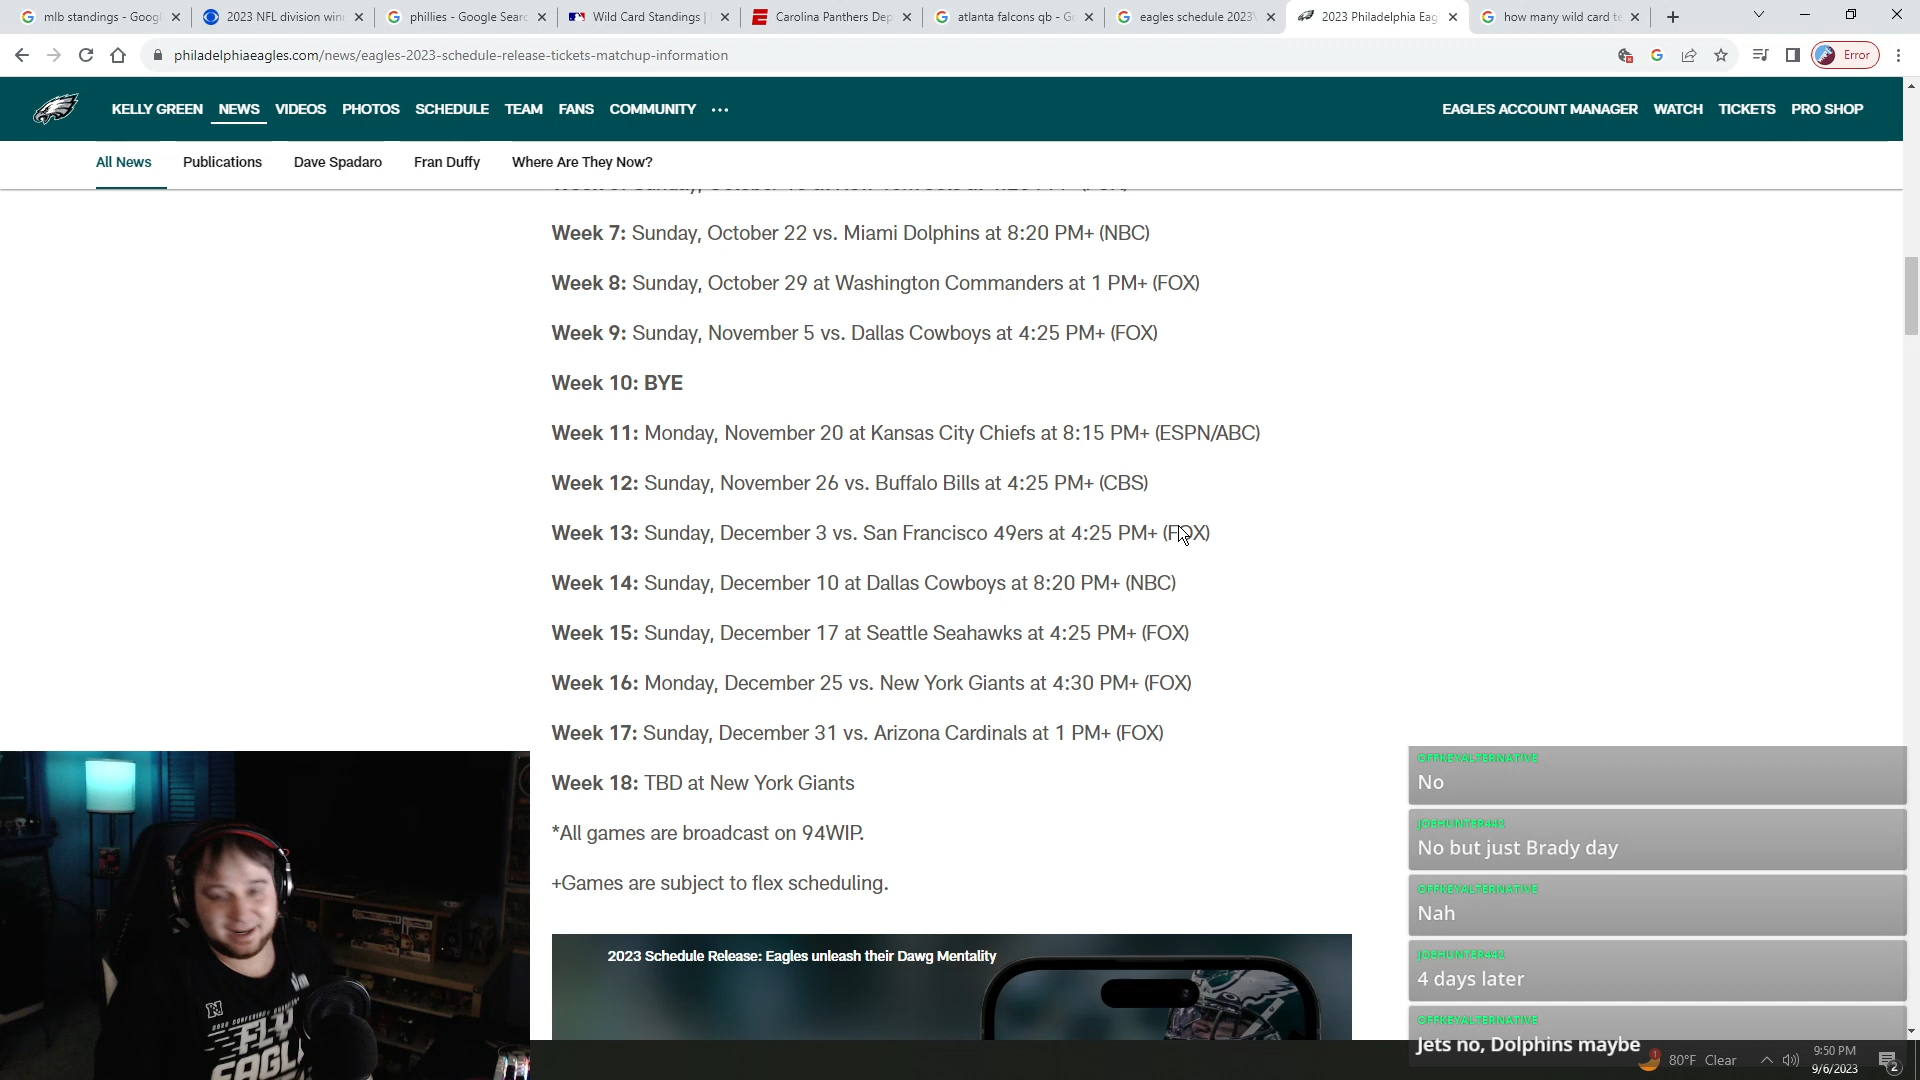 mlb standings - Googl
2023 NFL division win
phillies - Google Searc
Wild Card Standings |
Carolina Panthers Dep
atlanta falcons qb - G
eagles schedule 2023
2023 Philadelphia Eag
how many wild card te
philadelphiaeagles.com/news/eagles-2023-schedule-release-tickets-matchup-information
Error
KELLY GREEN NEWS VIDEOS PHOTOS SCHEDULE TEAM FANS COMMUNITY ...
EAGLES ACCOUNT MANAGER WATCH TICKETS PRO SHOP
All News Publications Dave Spadaro Fran Duffy Where Are They Now?
Week 7: Sunday, October 22 vs. Miami Dolphins at 8:20 PM+ (NBC)
Week 8: Sunday, October 29 at Washington Commanders at 1 PM+ (FOX)
Week 9: Sunday, November 5 vs. Dallas Cowboys at 4:25 PM+ (FOX)
Week 10: BYE
Week 11: Monday, November 20 at Kansas City Chiefs at 8:15 PM+ (ESPN/ABC)
Week 12: Sunday, November 26 vs. Buffalo Bills at 4:25 PM+ (CBS)
Week 13: Sunday, December 3 vs. San Francisco 49ers at 4:25 PM+ (FOX)
Week 14: Sunday, December 10 at Dallas Cowboys at 8:20 PM+ (NBC)
Week 15: Sunday, December 17 at Seattle Seahawks at 4:25 PM+ (FOX)
Week 16: Monday, December 25 vs. New York Giants at 4:30 PM+ (FOX)
Week 17: Sunday, December 31 vs. Arizona Cardinals at 1 PM+ (FOX)
Week 18: TBD at New York Giants
*All games are broadcast on 94WIP.
+Games are subject to flex scheduling.
2023 Schedule Release: Eagles unleash their Dawg Mentality
OFFKEYALTERNATIVE
No
JOEHUNTER442
No but just Brady day
OFFKEYALTERNATIVE
Nah
JOEHUNTER442
4 days later
OFFKEYALTERNATIVE
Jets no, Dolphins maybe
1
80°F Clear
9:50 PM
9/6/2023
2
FLY
EAGL